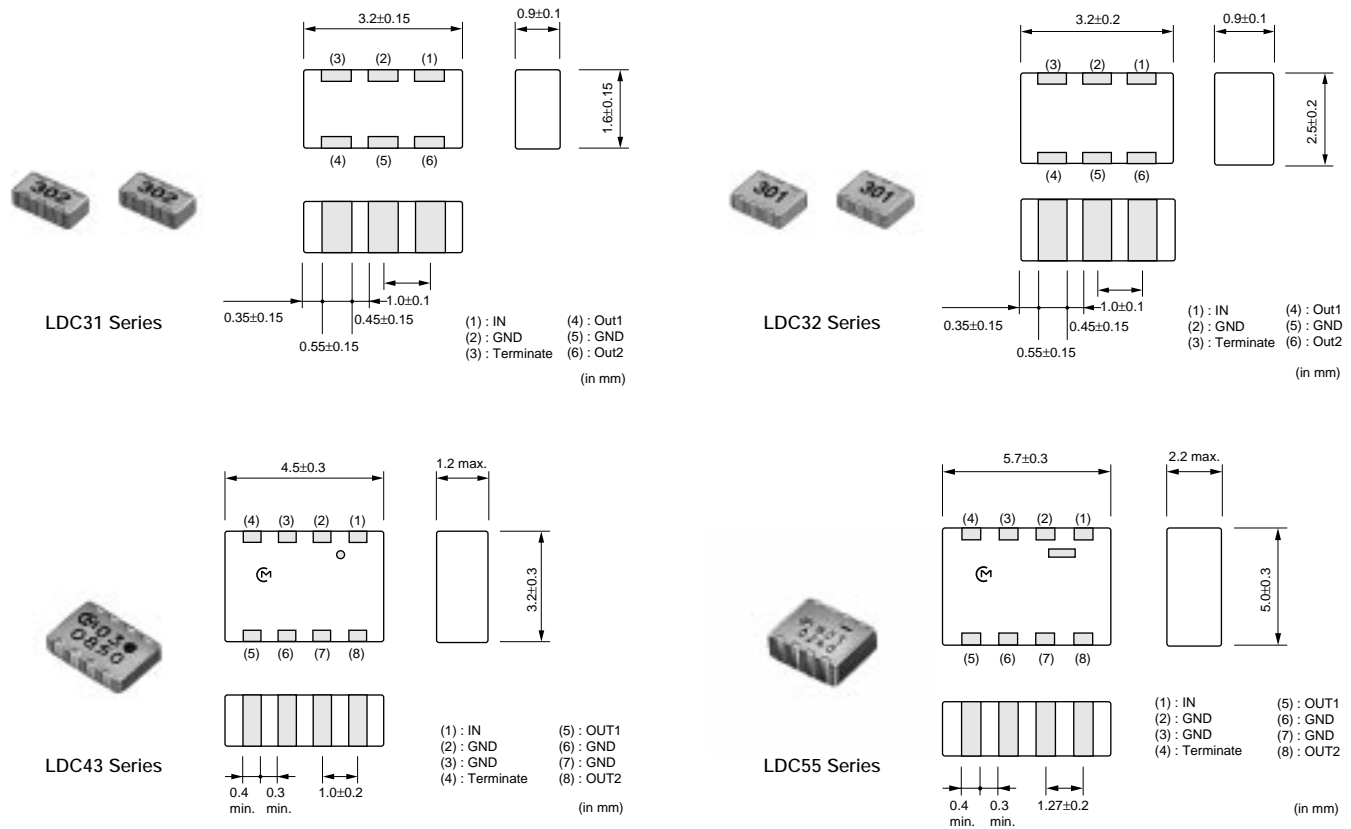 3.2±0.15
0.9±0.1
(3) (2) (1)
1.6±0.15
(4) (5) (6)
302 302
1.0±0.1
0.35±0.15
0.45±0.15
0.55±0.15
LDC31 Series
(1) : IN (4) : Out1
(2) : GND (5) : GND
(3) : Terminate (6) : Out2
(in mm)
3.2±0.2
0.9±0.1
(3) (2) (1)
2.5±0.2
(4) (5) (6)
301 301
1.0±0.1
0.35±0.15
0.45±0.15
0.55±0.15
LDC32 Series
(1) : IN (4) : Out1
(2) : GND (5) : GND
(3) : Terminate (6) : Out2
(in mm)
4.5±0.3
1.2 max.
(4) (3) (2) (1)
3.2±0.3
(5) (6) (7) (8)
03
0850
LDC43 Series
0.4 min.
0.3 min.
1.0±0.2
(1) : IN (5) : OUT1
(2) : GND (6) : GND
(3) : GND (7) : GND
(4) : Terminate (8) : OUT2
(in mm)
5.7±0.3
2.2 max.
(4) (3) (2) (1)
5.0±0.3
(5) (6) (7) (8)
LDC55 Series
0.4 min.
0.3 min.
1.27±0.2
(1) : IN (5) : OUT1
(2) : GND (6) : GND
(3) : GND (7) : GND
(4) : Terminate (8) : OUT2
(in mm)